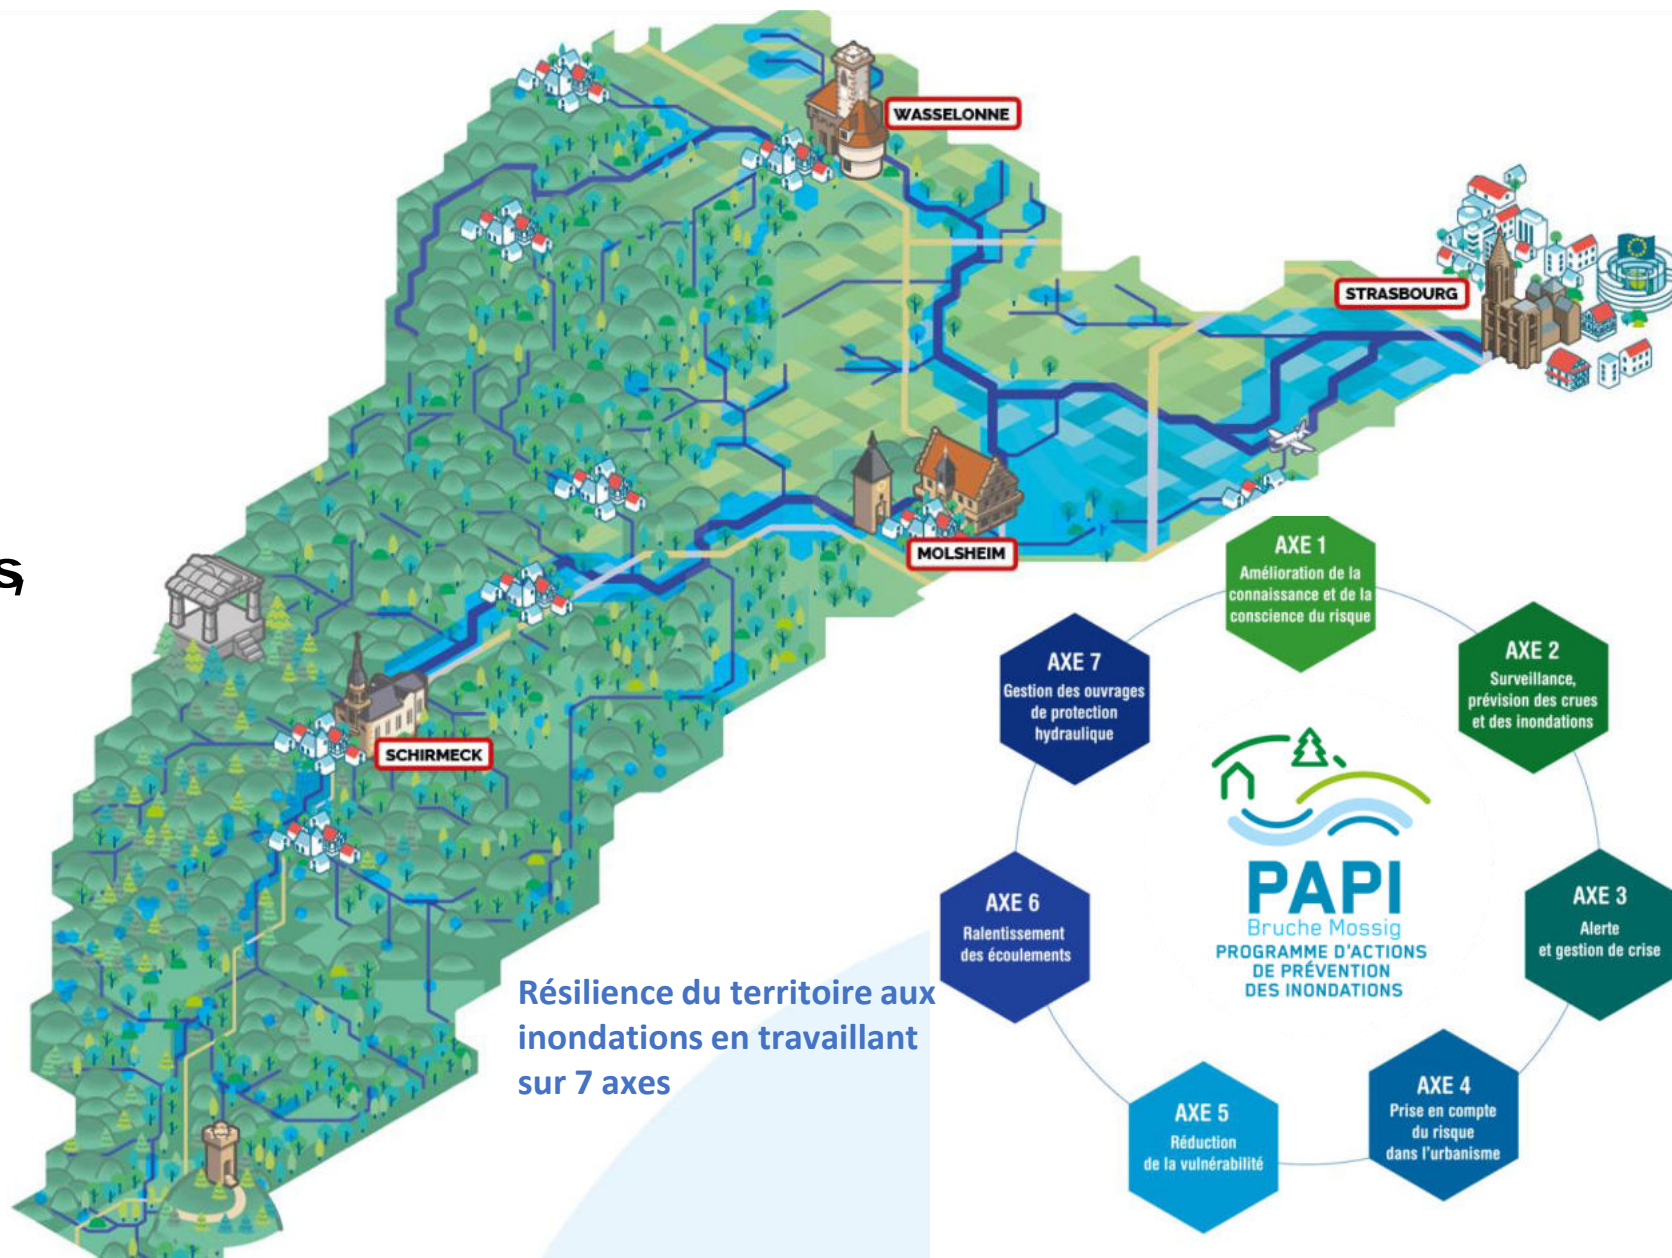 WASSELONNE
STRASBOURG
MOLSHEIM
SCHIRMECK
s,
Résilience du territoire aux
inondations en travaillant
sur 7 axes
AXE 1
Amélioration de la
connaissance et de la
conscience du risque
AXE 2
Surveillance,
prévision des crues
et des inondations
AXE 3
Alerte
et gestion de crise
AXE 4
Prise en compte
du risque
dans l'urbanisme
AXE 5
Réduction
de la vulnérabilité
AXE 6
Ralentissement
des écoulements
AXE 7
Gestion des ouvrages
de protection
hydraulique
PAPI
Bruche Mossig
PROGRAMME D'ACTIONS
DE PRÉVENTION
DES INONDATIONS